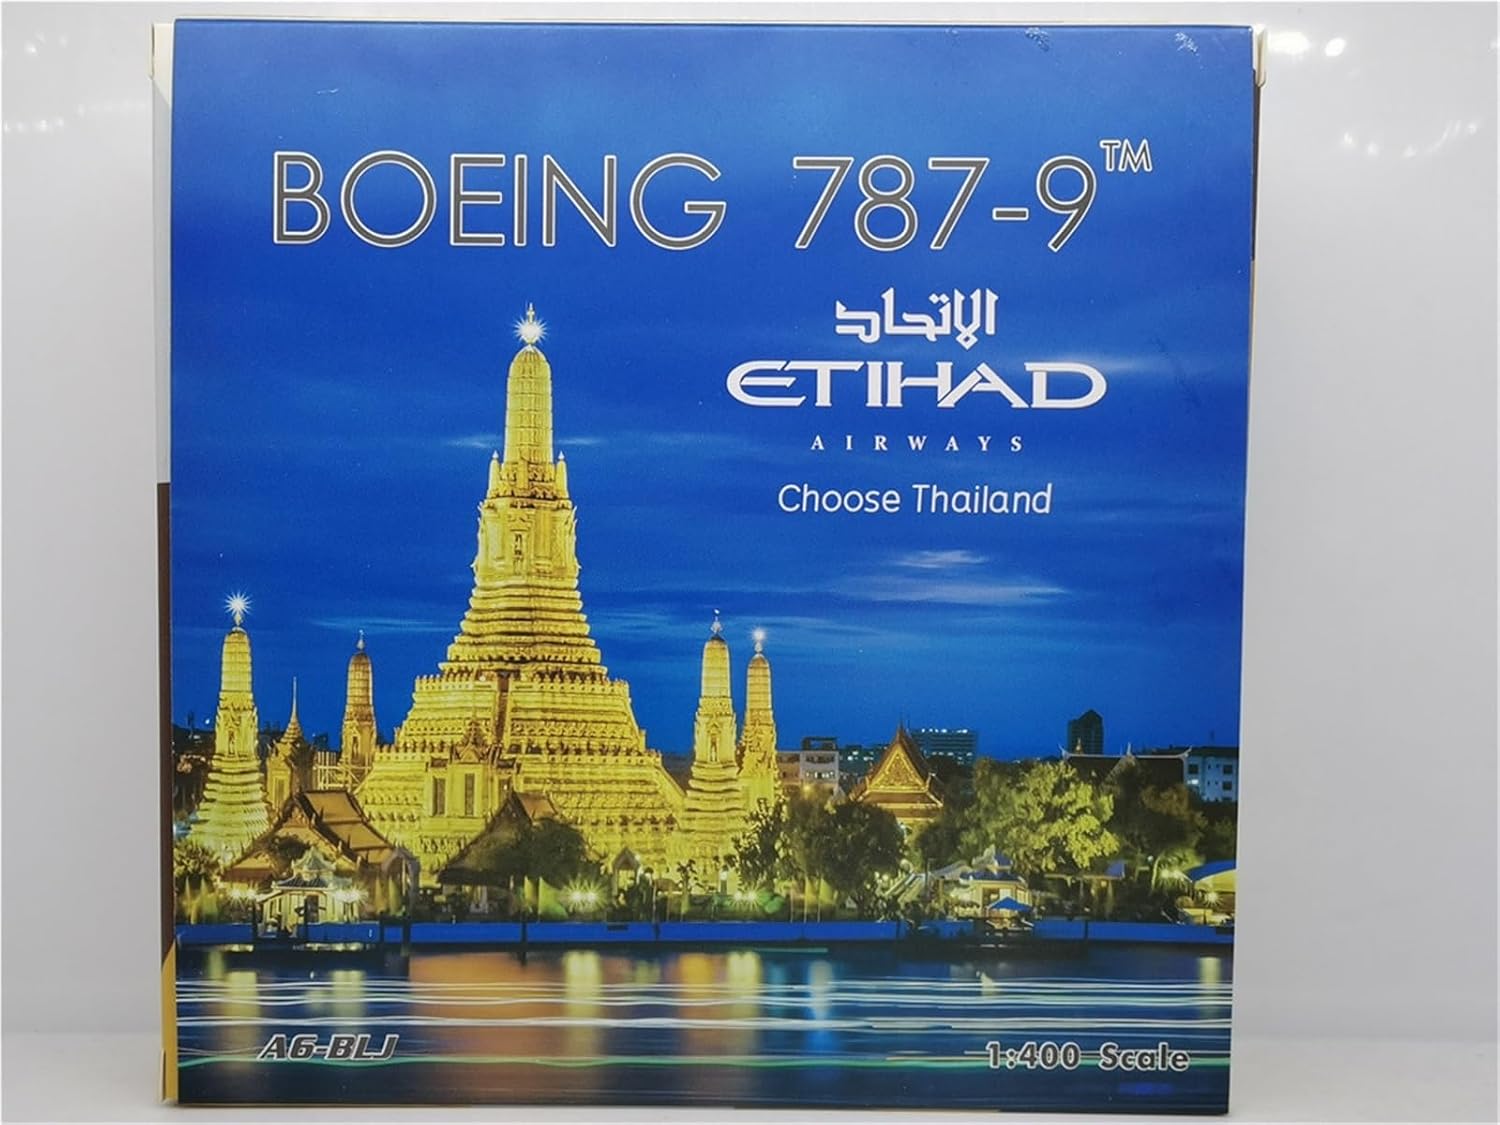 BOEING 787-9™
الاتحاد
ETIHAD
AIRWAYS
Choose Thailand
A6-BLJ
1:400 Scale